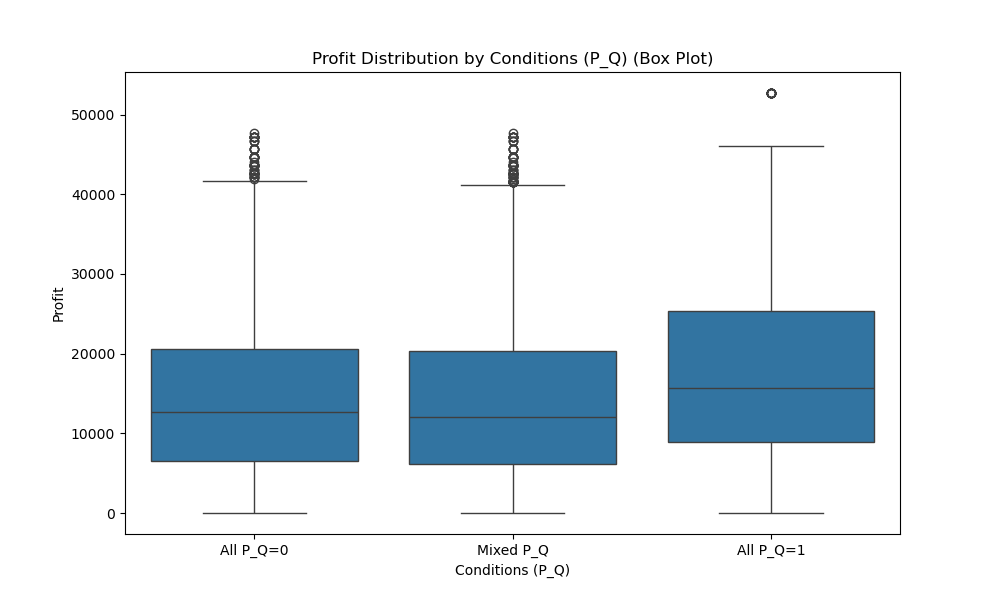 Profit Distribution by Conditions (P_Q) (Box Plot)
50000
40000
30000
20000
10000
0
Profit
All P_Q=0
Mixed P_Q
All P_Q=1
Conditions (P_Q)